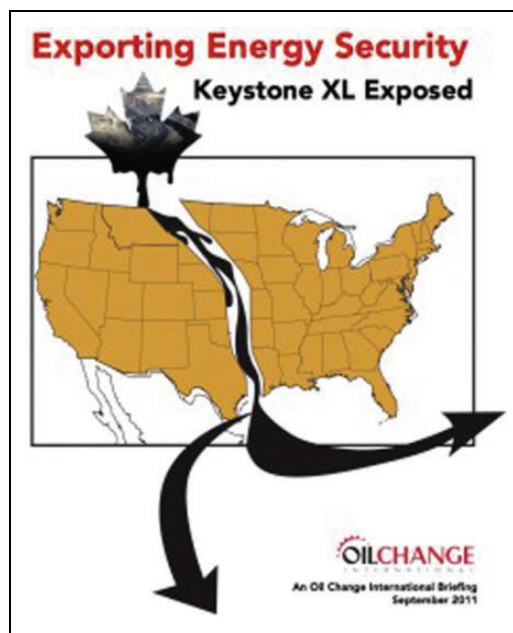 Exporting Energy Security
Keystone XL Exposed
OILCHANGE
INTERNATIONAL
An Oil Change International Briefing
September 2011